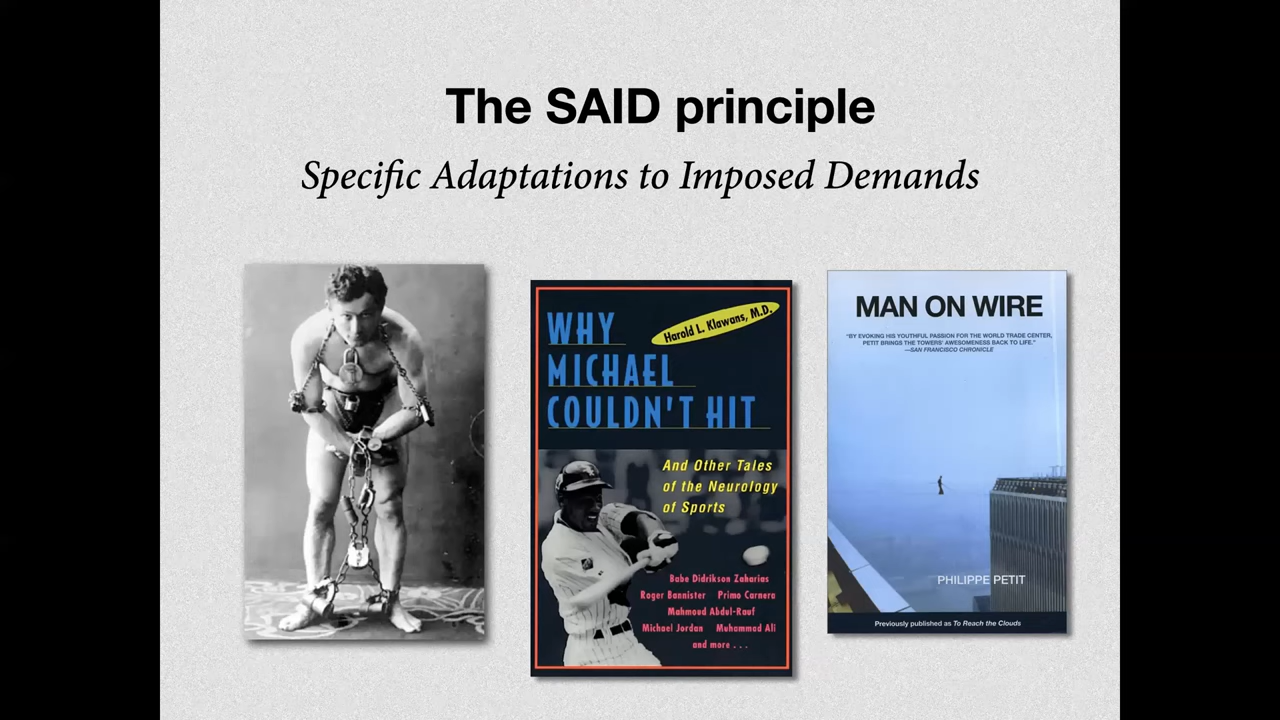 The SAID principle
Specific Adaptations to Imposed Demands
WHY
MICHAEL
COULDN'T HIT
Harold L. Klawans, M.D.
And Other Tales
of the Neurology
of Sports
Babe Didrikson Zaharias
Roger Bannister Primo Carnera
Mahmoud Abdul-Rauf
Michael Jordan Muhammad Ali
and more . . .
MAN ON WIRE
"BY EVOKING HIS YOUTHFUL PASSION FOR THE WORLD TRADE CENTER,
PETIT BRINGS THE TOWERS' AWESOMENESS BACK TO LIFE."
—SAN FRANCISCO CHRONICLE
PHILIPPE PETIT
Previously published as To Reach the Clouds